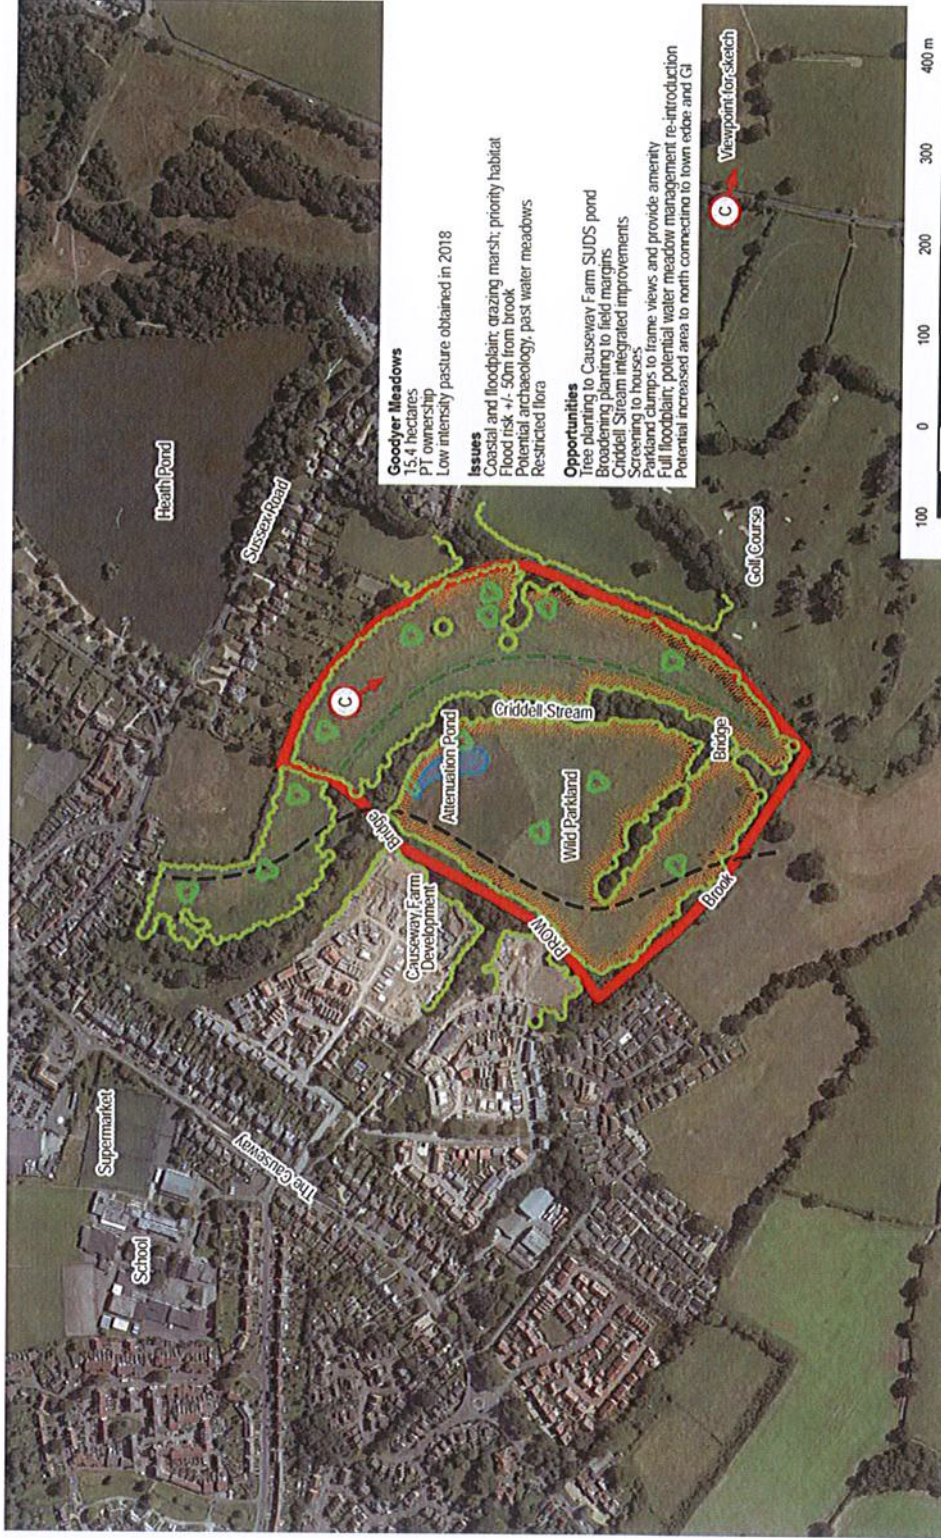 Supermarket
School
The Causeway
Heath Pond
Sussex Road
Causeway Farm
Development
Bridge
C
Attenuation Pond
Criddell Stream
PROW
Wild Parkland
Bridge
Brook
Golf Course
Goodyer Meadows
15.4 hectares
PT ownership
Low intensity pasture obtained in 2018
Issues
Coastal and floodplain; grazing marsh; priority habitat
Flood risk +/- 50m from brook
Potential archaeology, past water meadows
Restricted flora
Opportunities
Tree planting to Causeway Farm SUDS pond
Broadening planting to field margins
Criddell Stream integrated improvements
Screening to houses
Parkland clumps to frame views and provide amenity
Full floodplain; potential water meadow management re-introduction
Potential increased area to north connecting to town edge and GI
C
Viewpoint for sketch
100 0 100 200 300 400 m